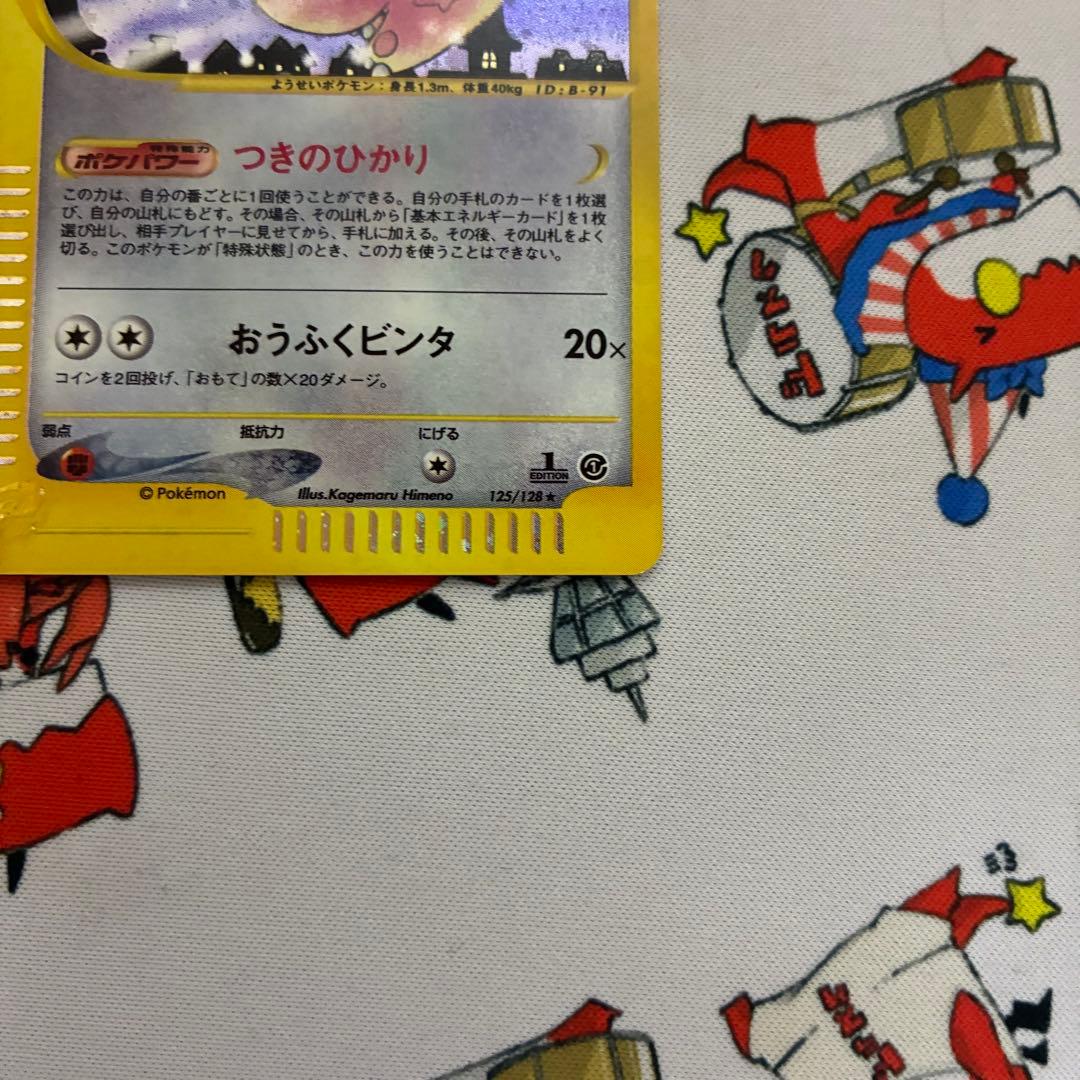 ようせいポケモン：身長1.3m、体重40kg ID：B-91
特殊能力
ポケパワー つきのひかり
この力は、自分の番ごとに1回使うことができる。自分の手札のカードを1枚選
び、自分の山札にもどす。その場合、その山札から「基本エネルギーカード」を1枚
選び出し、相手プレイヤーに見せてから、手札に加える。その後、その山札をよく
切る。このポケモンが「特殊状態」のとき、この力を使うことはできない。
おうふくビンタ 20×
コインを2回投げ、「おもて」の数×20ダメージ。
弱点 抵抗力 にげる
1 EDITION
© Pokémon Illus.Kagemaru Himeno 125/128★